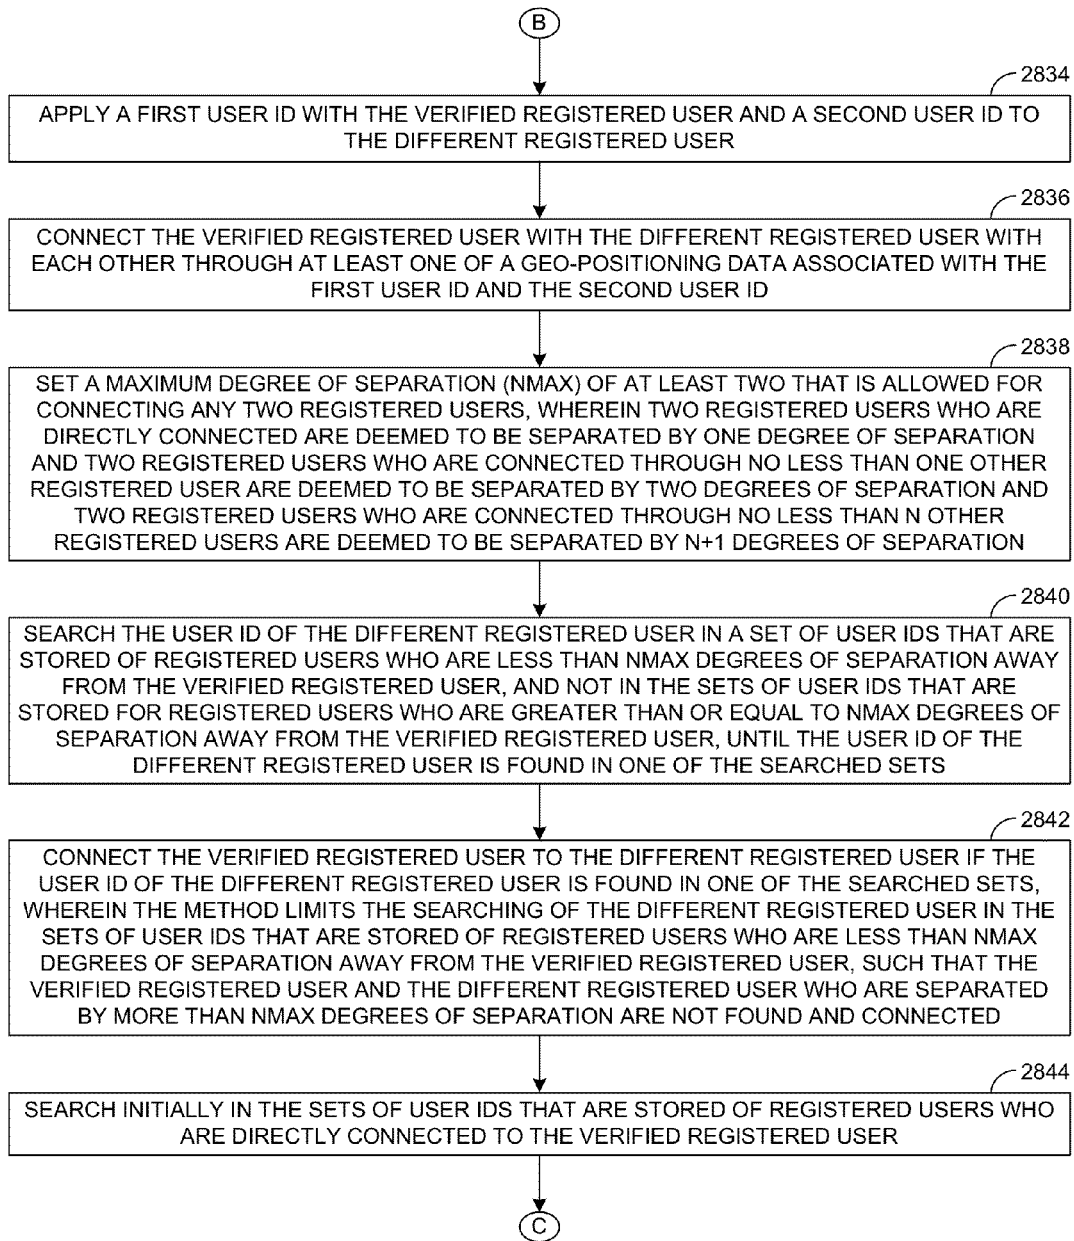 B
2834
APPLY A FIRST USER ID WITH THE VERIFIED REGISTERED USER AND A SECOND USER ID TO
THE DIFFERENT REGISTERED USER
2836
CONNECT THE VERIFIED REGISTERED USER WITH THE DIFFERENT REGISTERED USER WITH
EACH OTHER THROUGH AT LEAST ONE OF A GEO-POSITIONING DATA ASSOCIATED WITH THE
FIRST USER ID AND THE SECOND USER ID
2838
SET A MAXIMUM DEGREE OF SEPARATION (NMAX) OF AT LEAST TWO THAT IS ALLOWED FOR
CONNECTING ANY TWO REGISTERED USERS, WHEREIN TWO REGISTERED USERS WHO ARE
DIRECTLY CONNECTED ARE DEEMED TO BE SEPARATED BY ONE DEGREE OF SEPARATION
AND TWO REGISTERED USERS WHO ARE CONNECTED THROUGH NO LESS THAN ONE OTHER
REGISTERED USER ARE DEEMED TO BE SEPARATED BY TWO DEGREES OF SEPARATION AND
TWO REGISTERED USERS WHO ARE CONNECTED THROUGH NO LESS THAN N OTHER
REGISTERED USERS ARE DEEMED TO BE SEPARATED BY N+1 DEGREES OF SEPARATION
2840
SEARCH THE USER ID OF THE DIFFERENT REGISTERED USER IN A SET OF USER IDS THAT ARE
STORED OF REGISTERED USERS WHO ARE LESS THAN NMAX DEGREES OF SEPARATION AWAY
FROM THE VERIFIED REGISTERED USER, AND NOT IN THE SETS OF USER IDS THAT ARE
STORED FOR REGISTERED USERS WHO ARE GREATER THAN OR EQUAL TO NMAX DEGREES OF
SEPARATION AWAY FROM THE VERIFIED REGISTERED USER, UNTIL THE USER ID OF THE
DIFFERENT REGISTERED USER IS FOUND IN ONE OF THE SEARCHED SETS
2842
CONNECT THE VERIFIED REGISTERED USER TO THE DIFFERENT REGISTERED USER IF THE
USER ID OF THE DIFFERENT REGISTERED USER IS FOUND IN ONE OF THE SEARCHED SETS,
WHEREIN THE METHOD LIMITS THE SEARCHING OF THE DIFFERENT REGISTERED USER IN THE
SETS OF USER IDS THAT ARE STORED OF REGISTERED USERS WHO ARE LESS THAN NMAX
DEGREES OF SEPARATION AWAY FROM THE VERIFIED REGISTERED USER, SUCH THAT THE
VERIFIED REGISTERED USER AND THE DIFFERENT REGISTERED USER WHO ARE SEPARATED
BY MORE THAN NMAX DEGREES OF SEPARATION ARE NOT FOUND AND CONNECTED
2844
SEARCH INITIALLY IN THE SETS OF USER IDS THAT ARE STORED OF REGISTERED USERS WHO
ARE DIRECTLY CONNECTED TO THE VERIFIED REGISTERED USER
C